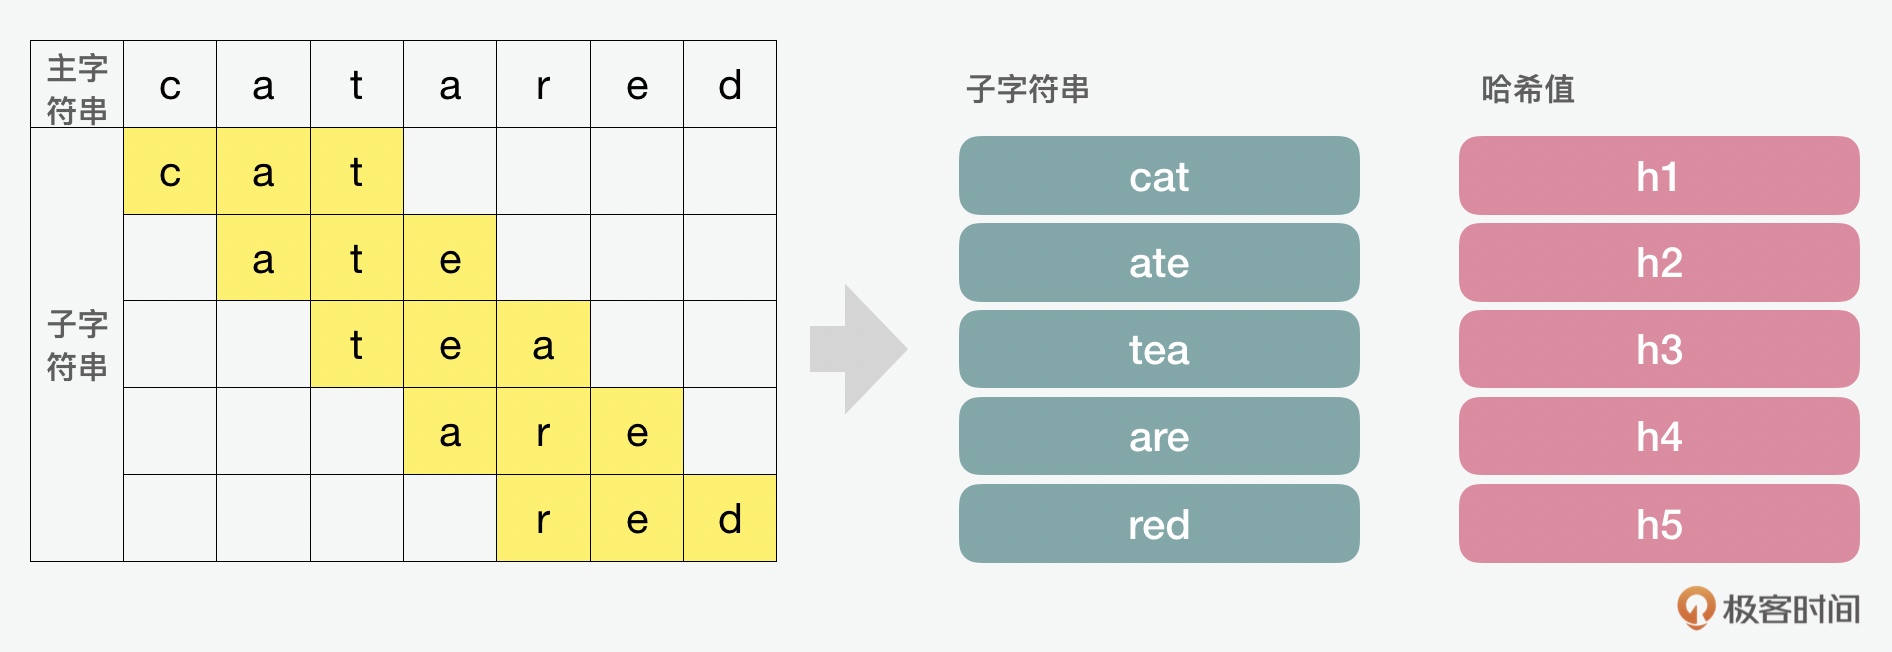 主字
符串
c a t a r e d
子字
符串
c a t
a t e
t e a
a r e
r e d
子字符串
哈希值
cat
h1
ate
h2
tea
h3
are
h4
red
h5
极客时间